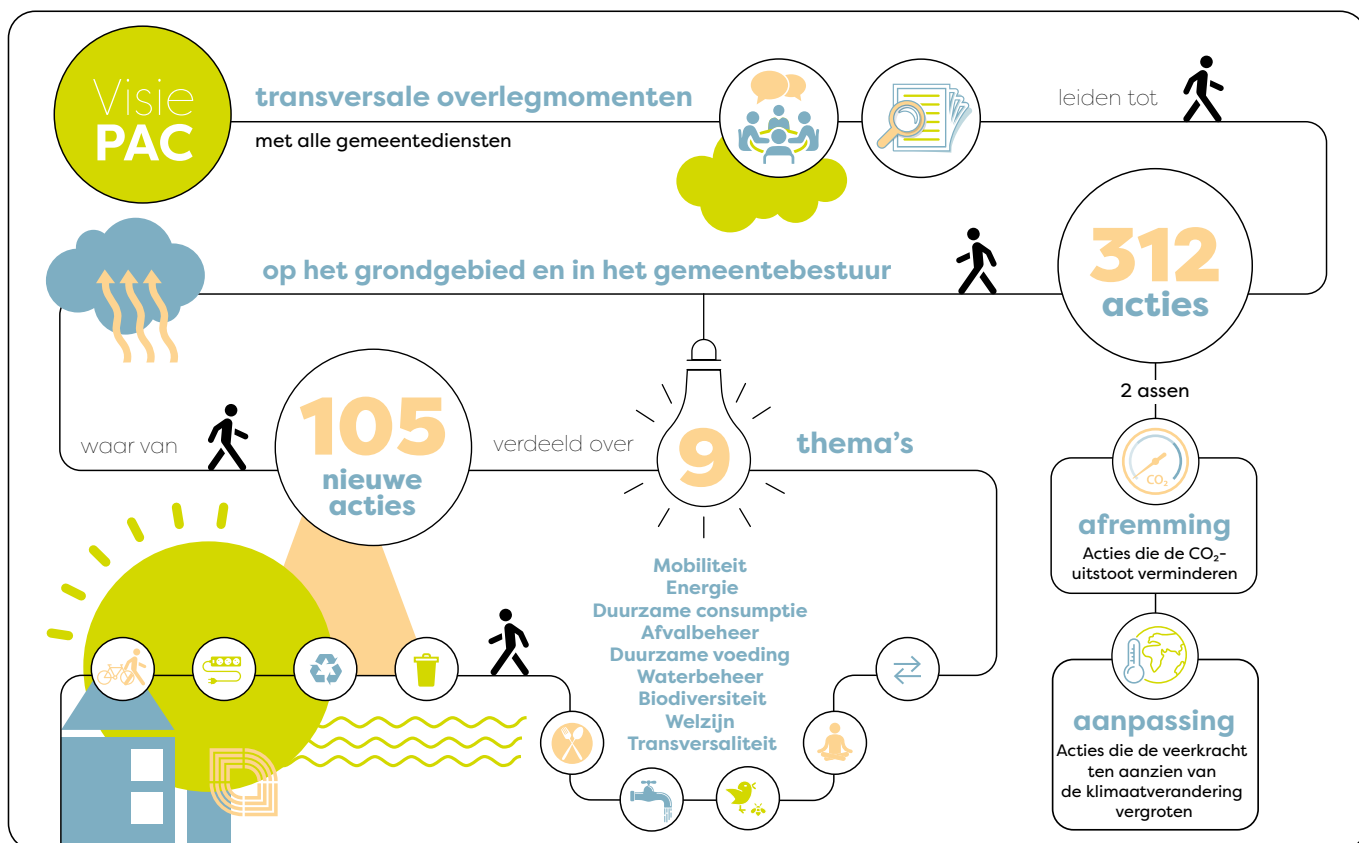 Visie
PAC
transversale overlegmomenten
met alle gemeentediensten
leiden tot
312
acties
op het grondgebied en in het gemeentebestuur
2 assen
CO₂
afremming
Acties die de CO₂-
uitstoot verminderen
aanpassing
Acties die de veerkracht
ten aanzien van
de klimaatverandering
vergroten
waar van
105
nieuwe
acties
verdeeld over
9
thema's
Mobiliteit
Energie
Duurzame consumptie
Afvalbeheer
Duurzame voeding
Waterbeheer
Biodiversiteit
Welzijn
Transversaliteit